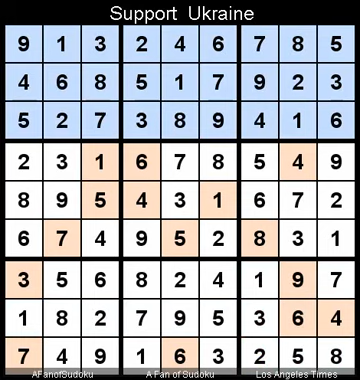 Support Ukraine
9 1 3 2 4 6 7 8 5
4 6 8 5 1 7 9 2 3
5 2 7 3 8 9 4 1 6
2 3 1 6 7 8 5 4 9
8 9 5 4 3 1 6 7 2
6 7 4 9 5 2 8 3 1
3 5 6 8 2 4 1 9 7
1 8 2 7 9 5 3 6 4
7 4 9 1 6 3 2 5 8
AFanofSudoku A Fan of Sudoku Los Angeles Times